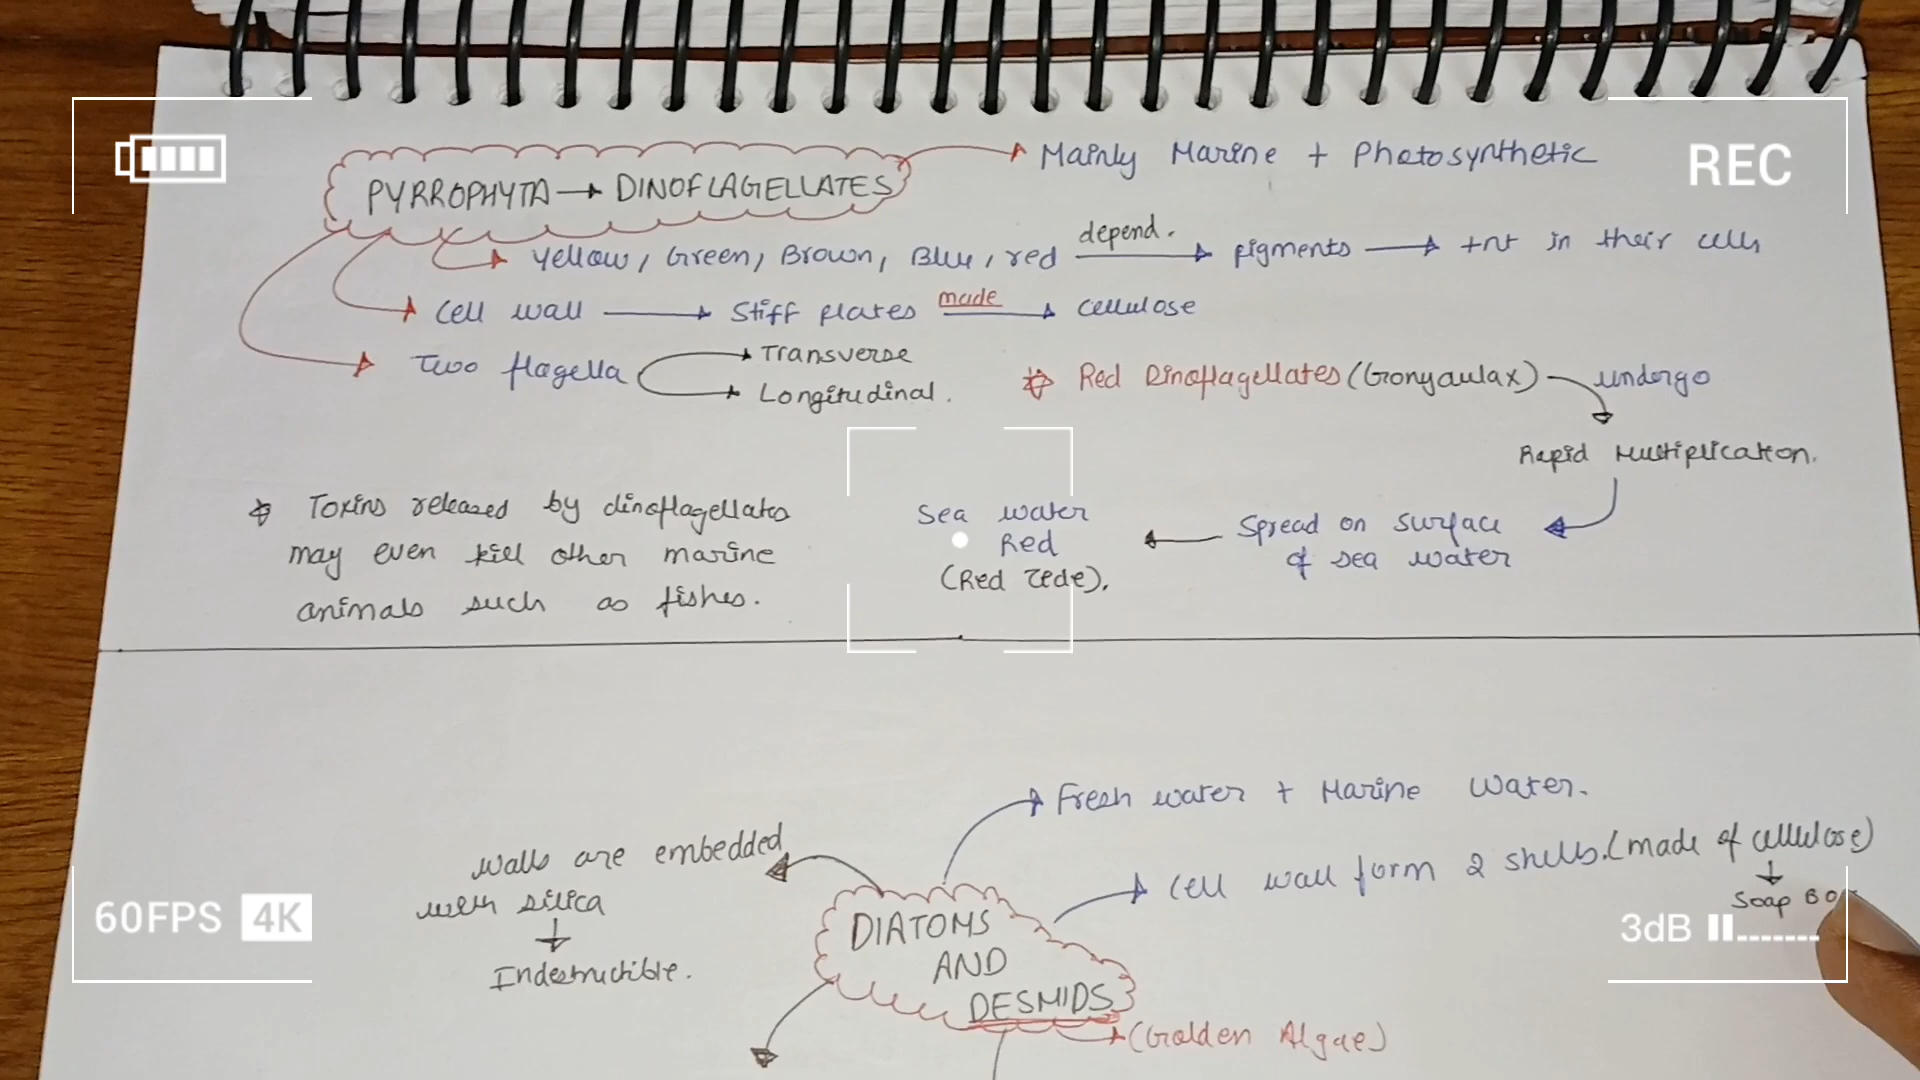 REC
Mainly Marine + Photosynthetic
PYRROPHYTA → DINOFLAGELLATES
Yellow, Green, Brown, Blue, red depend. → pigments → +nt in their cells
Cell wall → Stiff plates made → cellulose
Two flagella
Transverse
Longitudinal.
Red Dinoflagellates (Gonyaulax) undergo
Rapid Multiplication.
Spread on surface
of sea water
Sea water
Red
(Red Tide).
Toxins released by dinoflagellates
may even kill other marine
animals such as fishes.
Fresh water + Marine Water.
Cell wall form 2 shells. (made of cellulose)
Soap Bo
walls are embedded
with silica
Indestructible.
DIATOMS
AND
DESMIDS
(Golden Algae)
60FPS 4K
3dB